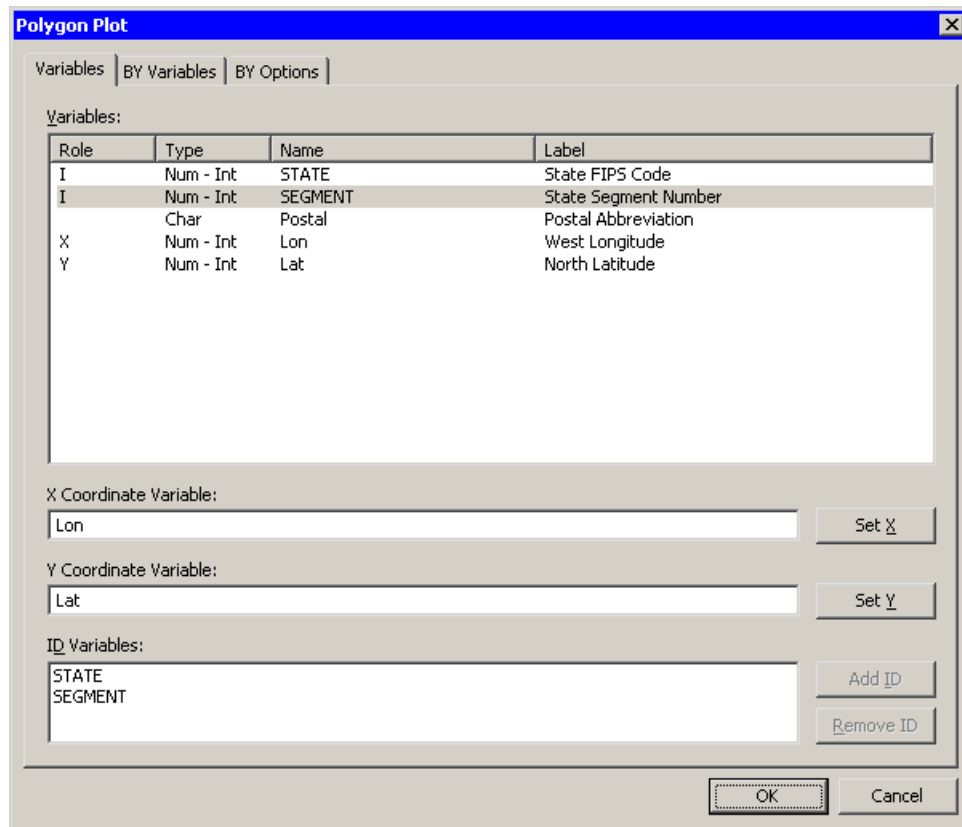 Polygon Plot
Variables BY Variables BY Options
Variables:
Role Type Name Label
I Num - Int STATE State FIPS Code
I Num - Int SEGMENT State Segment Number
Char Postal Postal Abbreviation
X Num - Int Lon West Longitude
Y Num - Int Lat North Latitude
X Coordinate Variable:
Lon Set X
Y Coordinate Variable:
Lat Set Y
ID Variables:
STATE Add ID
SEGMENT
Remove ID
OK Cancel